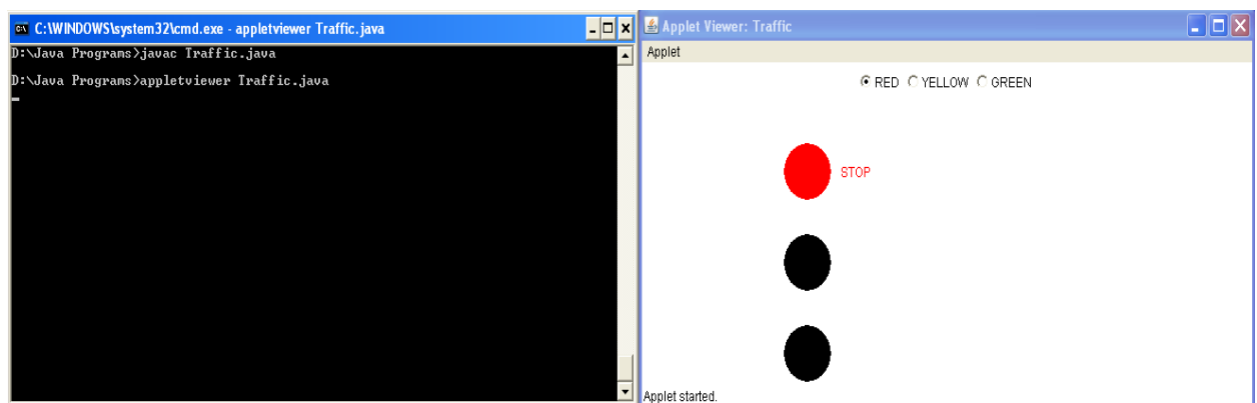 C:\WINDOWS\system32\cmd.exe - appletviewer Traffic.java
D:\Java Programs>javac Traffic.java
D:\Java Programs>appletviewer Traffic.java
Applet Viewer: Traffic
Applet
RED YELLOW GREEN
STOP
Applet started.